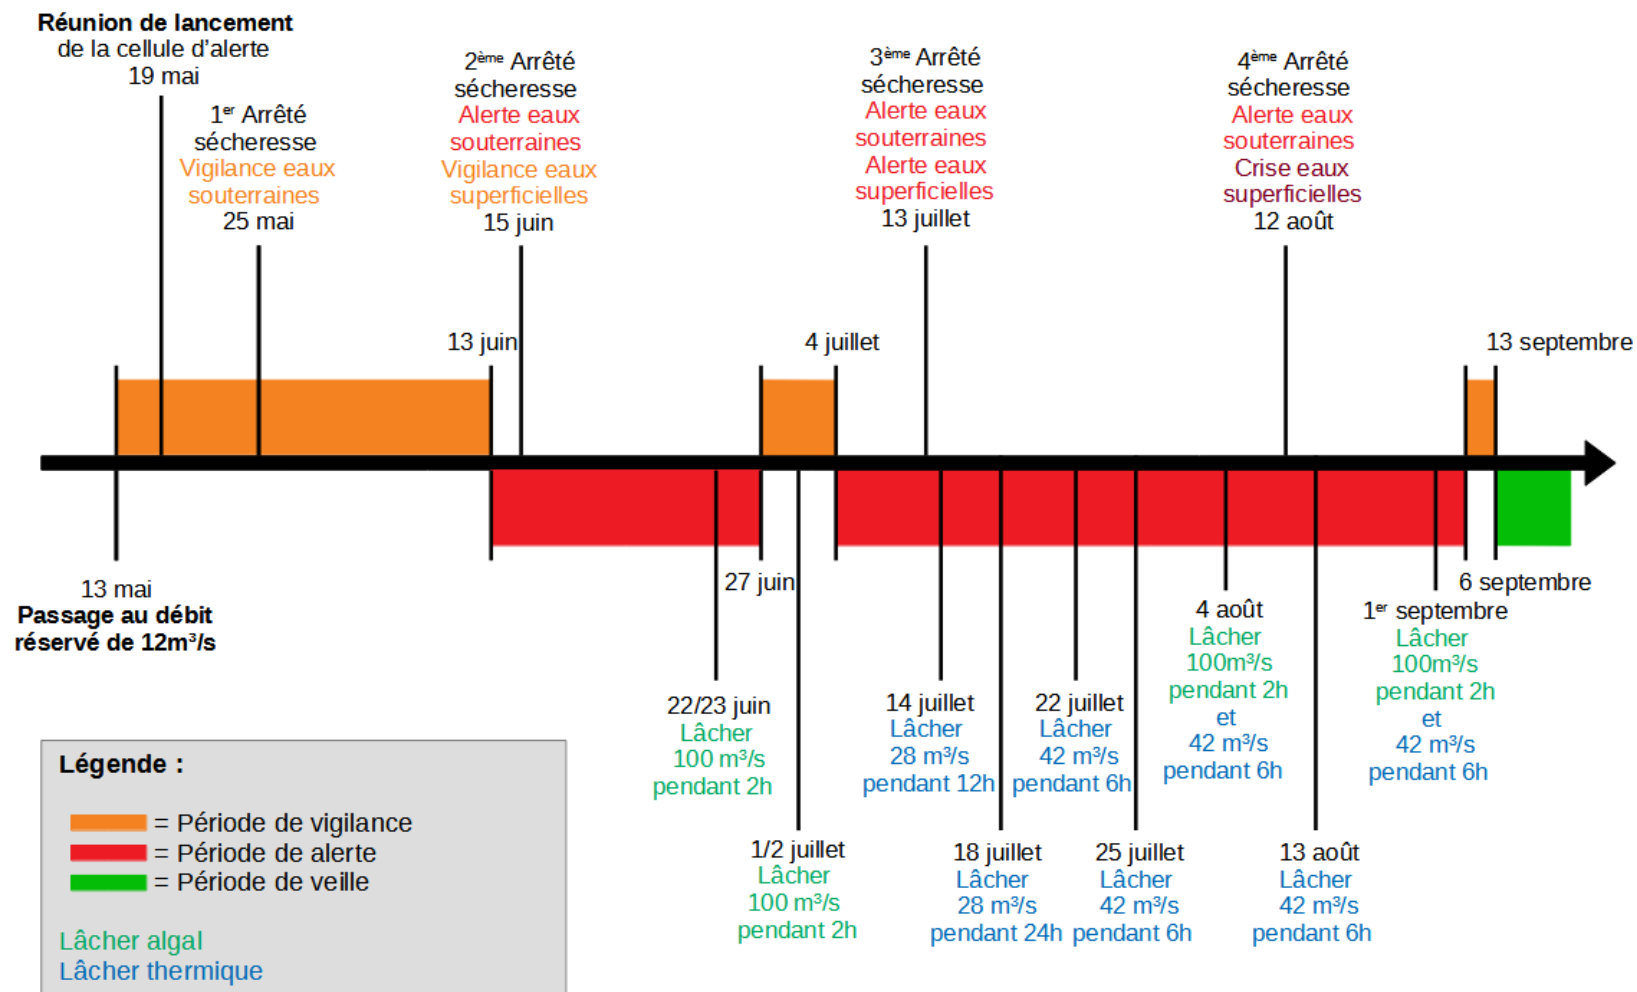 Réunion de lancement
de la cellule d'alerte
19 mai
1er Arrêté
sécheresse
Vigilance eaux
souterraines
25 mai
2ème Arrêté
sécheresse
Alerte eaux
souterraines
Vigilance eaux
superficielles
15 juin
3ème Arrêté
sécheresse
Alerte eaux
souterraines
Alerte eaux
superficielles
13 juillet
4ème Arrêté
sécheresse
Alerte eaux
souterraines
Crise eaux
superficielles
12 août
13 juin
4 juillet
13 septembre
13 mai
Passage au débit
réservé de 12m³/s
27 juin
6 septembre
22/23 juin
Lâcher
100 m³/s
pendant 2h
1/2 juillet
Lâcher
100 m³/s
pendant 2h
14 juillet
Lâcher
28 m³/s
pendant 12h
18 juillet
Lâcher
28 m³/s
pendant 24h
22 juillet
Lâcher
42 m³/s
pendant 6h
25 juillet
Lâcher
42 m³/s
pendant 6h
4 août
Lâcher
100m³/s
pendant 2h
et
42 m³/s
pendant 6h
13 août
Lâcher
42 m³/s
pendant 6h
1er septembre
Lâcher
100m³/s
pendant 2h
et
42 m³/s
pendant 6h
Légende :
= Période de vigilance
= Période de alerte
= Période de veille
Lâcher algal
Lâcher thermique